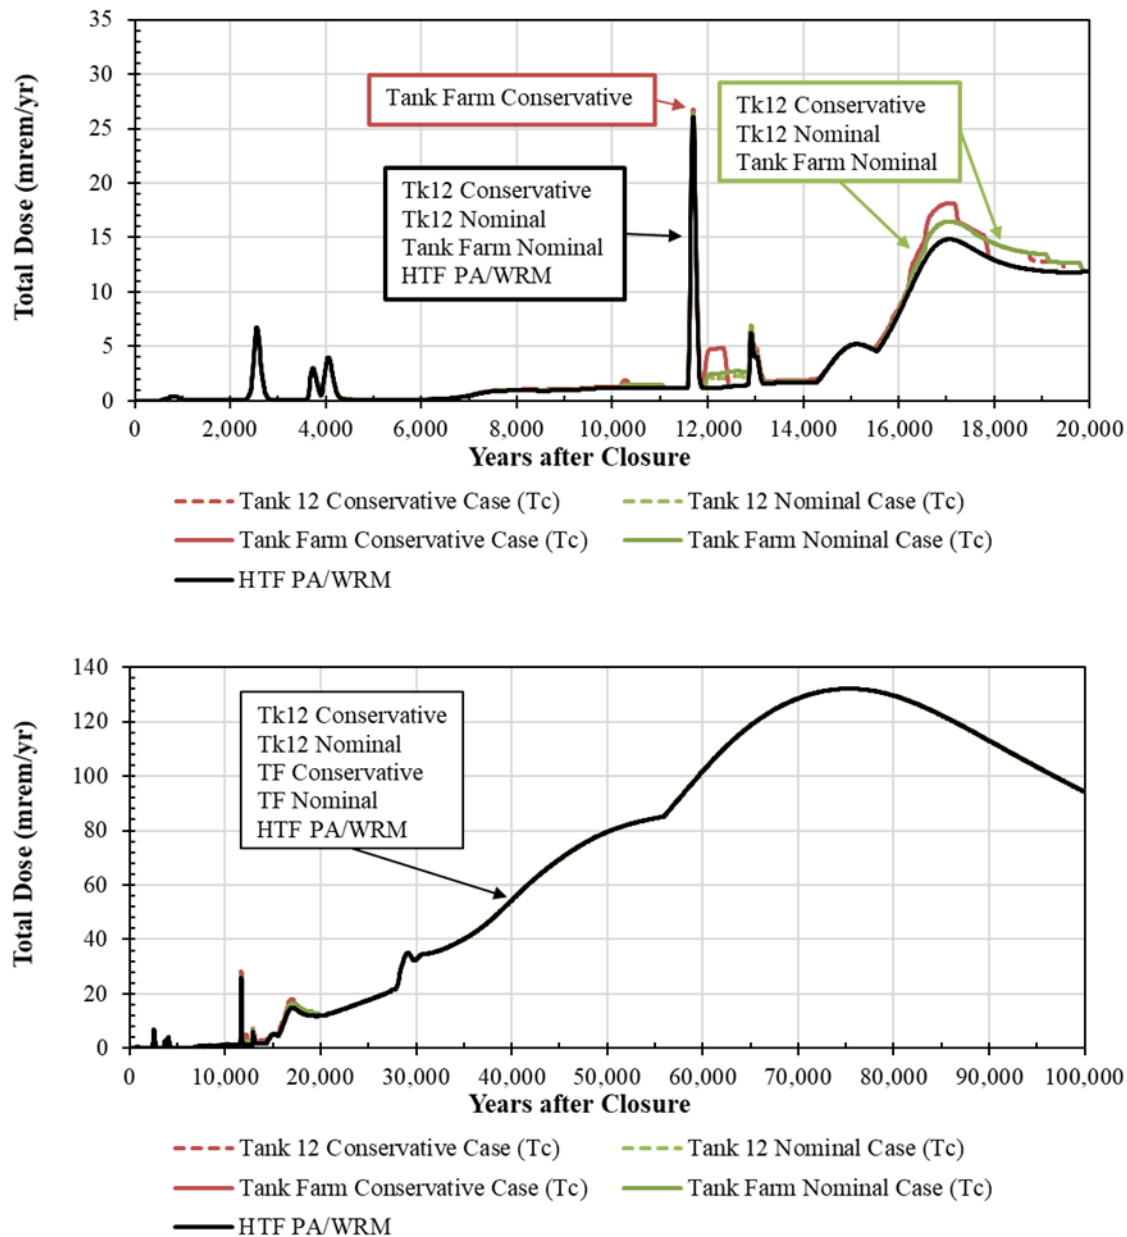 35
30
25
20
15
10
5
0
Total Dose (mrem/yr)
Tank Farm Conservative
Tk12 Conservative
Tk12 Nominal
Tank Farm Nominal
Tk12 Conservative
Tk12 Nominal
Tank Farm Nominal
HTF PA/WRM
0 2,000 4,000 6,000 8,000 10,000 12,000 14,000 16,000 18,000 20,000
Years after Closure
Tank 12 Conservative Case (Tc) Tank 12 Nominal Case (Tc)
Tank Farm Conservative Case (Tc) Tank Farm Nominal Case (Tc)
HTF PA/WRM
140
120
100
80
60
40
20
0
Total Dose (mrem/yr)
Tk12 Conservative
Tk12 Nominal
TF Conservative
TF Nominal
HTF PA/WRM
0 10,000 20,000 30,000 40,000 50,000 60,000 70,000 80,000 90,000 100,000
Years after Closure
Tank 12 Conservative Case (Tc) Tank 12 Nominal Case (Tc)
Tank Farm Conservative Case (Tc) Tank Farm Nominal Case (Tc)
HTF PA/WRM